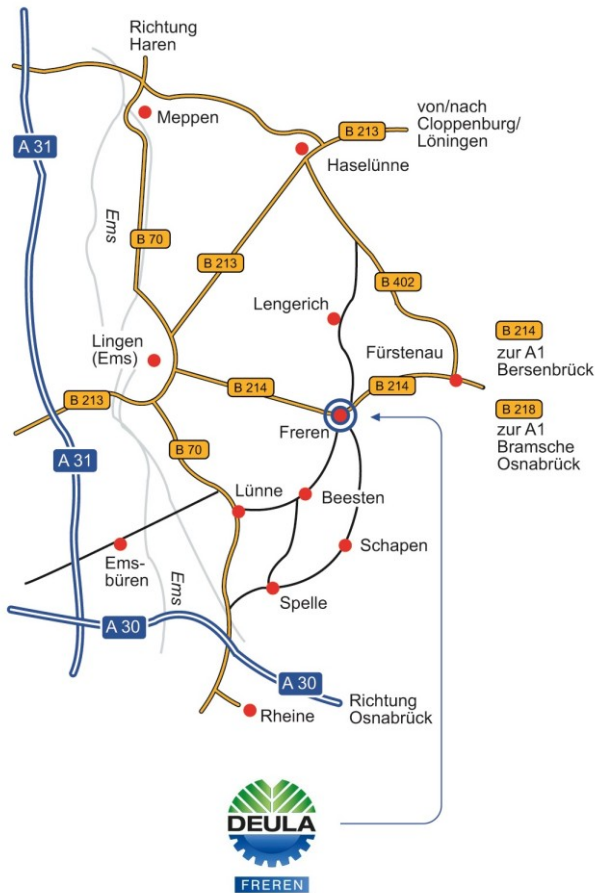 Richtung
Haren
Meppen
B 213
von/nach
Cloppenburg/
Löningen
A 31
Haselünne
Ems
B 70
B 213
B 402
Lengerich
Lingen
(Ems)
Fürstenau
B 214
zur A1
Bersenbrück
B 214
B 214
B 213
B 218
zur A1
Bramsche
Osnabrück
Freren
B 70
A 31
Lünne
Beesten
Schapen
Ems-
büren
Ems
Spelle
A 30
A 30
Richtung
Osnabrück
Rheine
DEULA
FREREN